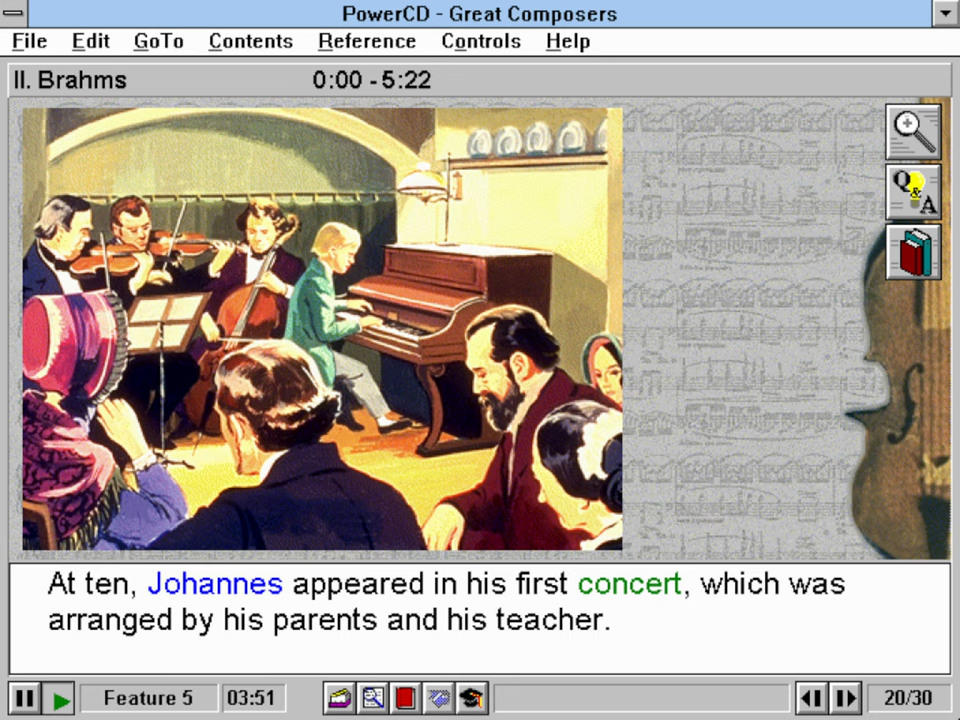 PowerCD - Great Composers
File Edit GoTo Contents Reference Controls Help
II. Brahms 0:00 - 5:22
Q
&
A
At ten, Johannes appeared in his first concert, which was
arranged by his parents and his teacher.
Feature 5 03:51 20/30